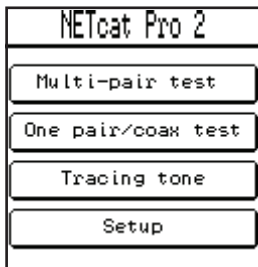 NETcat Pro 2
Multi-pair test
One pair/coax test
Tracing tone
Setup